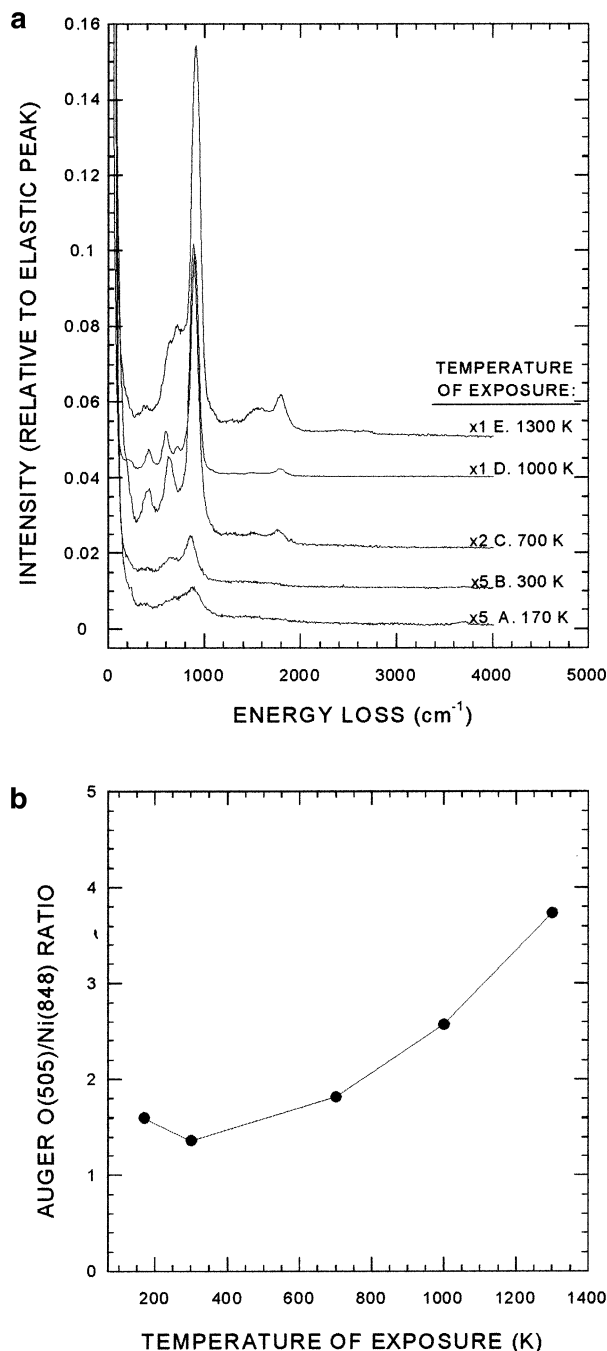 a
0.16
0.14
0.12
0.1
0.08
0.06
0.04
0.02
0
INTENSITY (RELATIVE TO ELASTIC PEAK)
TEMPERATURE
OF EXPOSURE:
x1 E. 1300 K
x1 D. 1000 K
x2 C. 700 K
x5 B. 300 K
x5 A. 170 K
0 1000 2000 3000 4000 5000
ENERGY LOSS (cm⁻¹)
b
5
4
3
2
1
0
AUGER O(505)/Ni(848) RATIO
200 400 600 800 1000 1200 1400
TEMPERATURE OF EXPOSURE (K)